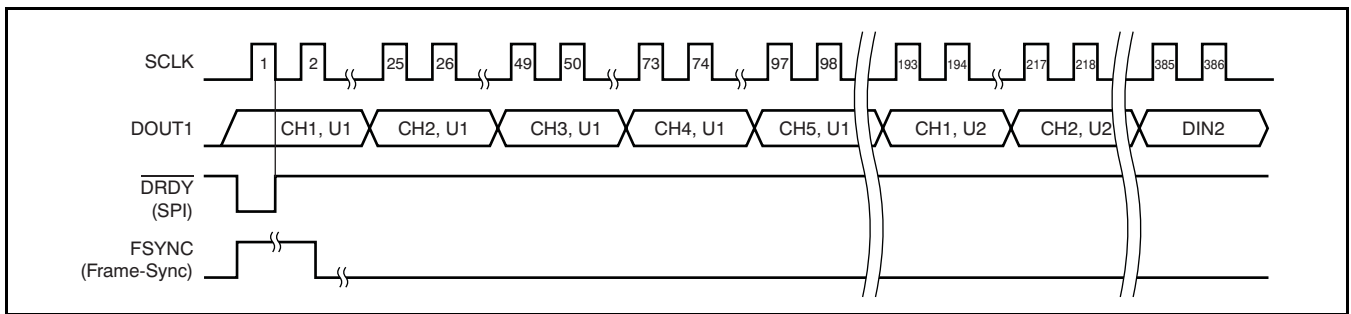 SCLK
1 2 25 26 49 50 73 74 97 98 193 194 217 218 385 386
DOUT1
CH1, U1 CH2, U1 CH3, U1 CH4, U1 CH5, U1 CH1, U2 CH2, U2 DIN2
DRDY
(SPI)
FSYNC
(Frame-Sync)